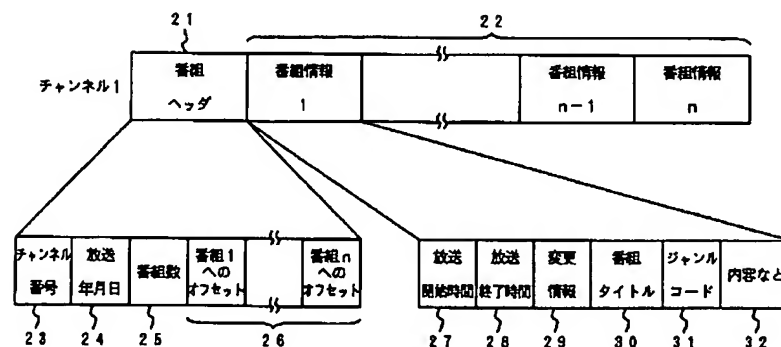 21
22
チャンネル1
番組
ヘッダ
番組情報
1
番組情報
n-1
番組情報
n
チャンネル
番号
放送
年月日
番組数
番組1
へのオフセット
番組n
へのオフセット
放送
開始時間
放送
終了時間
変更
情報
番組
タイトル
ジャンル
コード
内容など
23
24
25
26
27
28
29
30
31
32